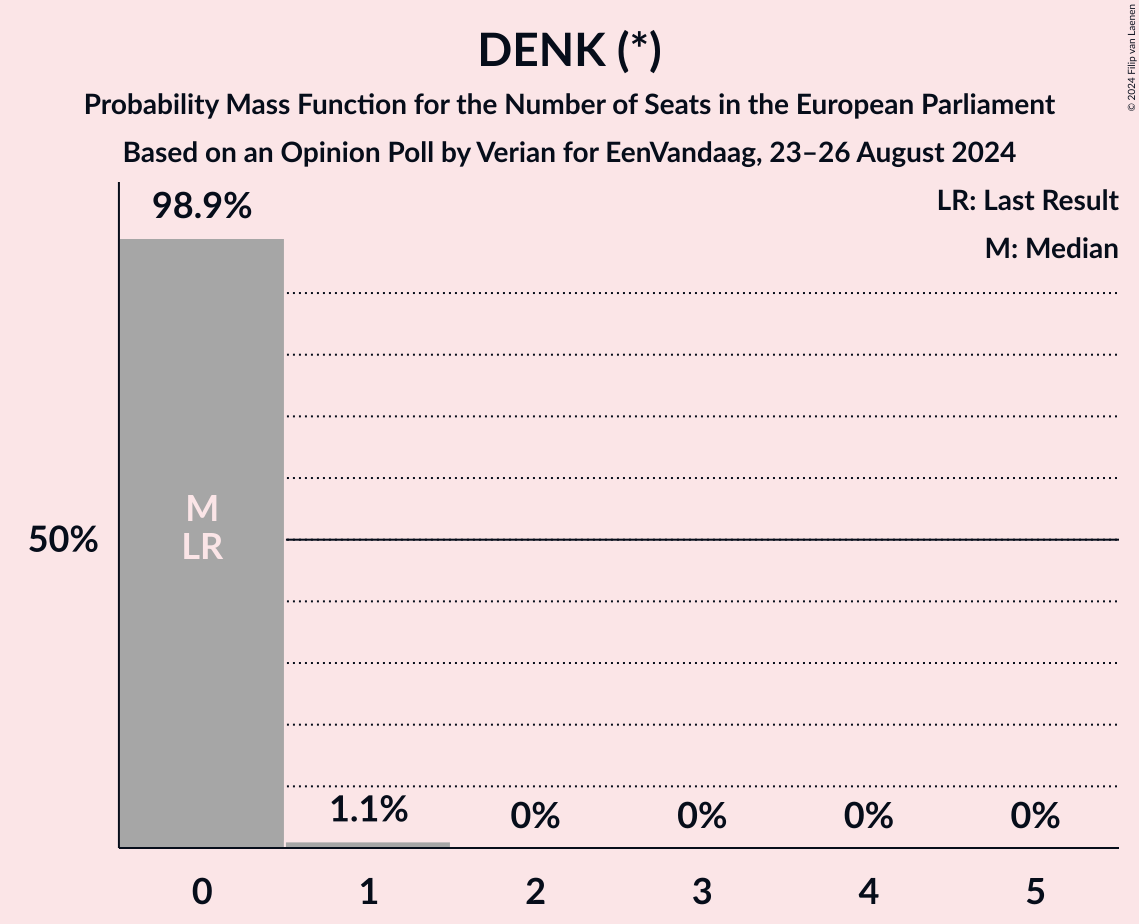 DENK (*)
Probability Mass Function for the Number of Seats in the European Parliament
Based on an Opinion Poll by Verian for EenVandaag, 23–26 August 2024
© 2024 Filip van Laenen
LR: Last Result
M: Median
98.9%
M
LR
50%
1.1%
0%
0%
0%
0%
0
1
2
3
4
5